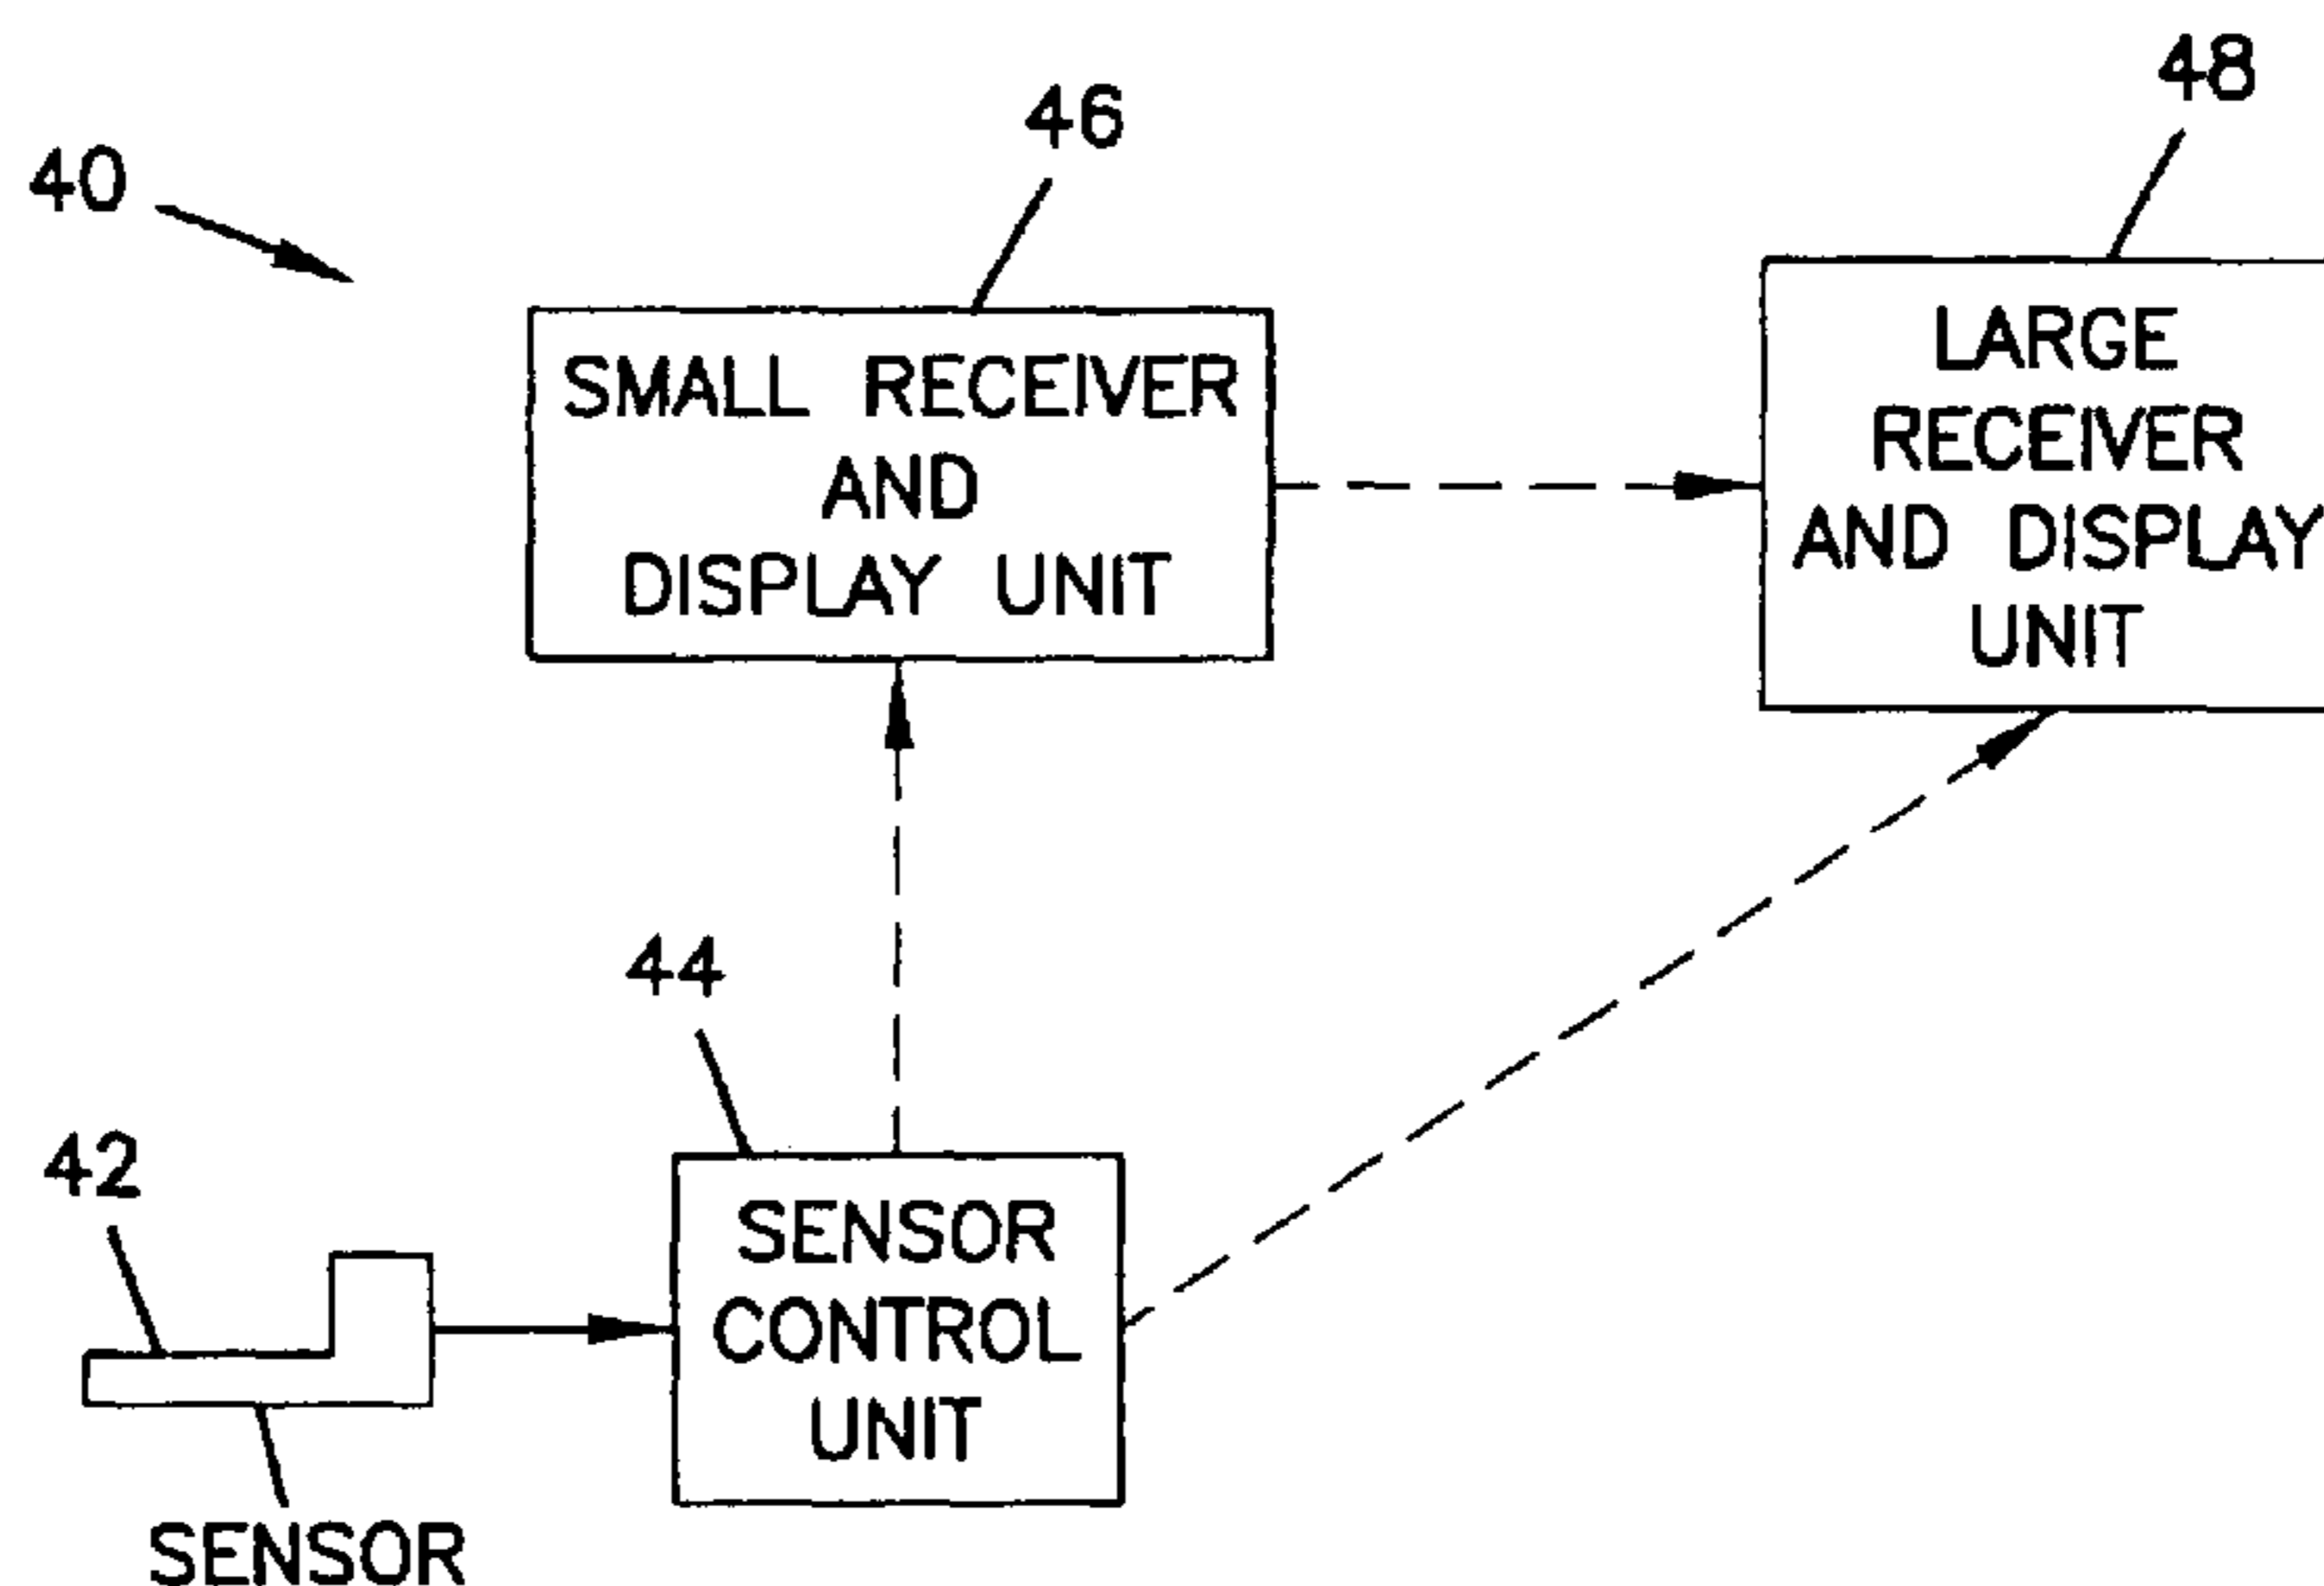 40
46
48
SMALL RECEIVER
AND
DISPLAY UNIT
LARGE
RECEIVER
AND DISPLAY
UNIT
44
42
SENSOR
CONTROL
UNIT
SENSOR